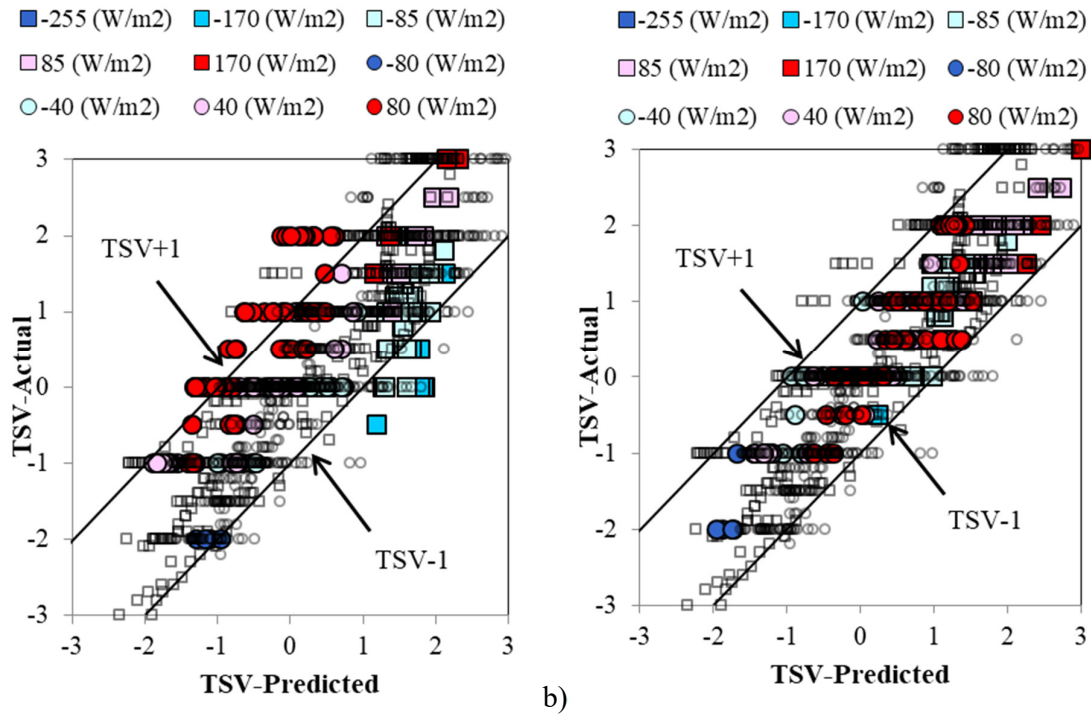 -255 (W/m2) -170 (W/m2) -85 (W/m2)
85 (W/m2) 170 (W/m2) -80 (W/m2)
-40 (W/m2) 40 (W/m2) 80 (W/m2)
3
2
1
0
-1
-2
-3
TSV-Actual
TSV+1
TSV-1
-3 -2 -1 0 1 2 3
TSV-Predicted
b)
-255 (W/m2) -170 (W/m2) -85 (W/m2)
85 (W/m2) 170 (W/m2) -80 (W/m2)
-40 (W/m2) 40 (W/m2) 80 (W/m2)
3
2
1
0
-1
-2
-3
TSV-Actual
TSV+1
TSV-1
-3 -2 -1 0 1 2 3
TSV-Predicted